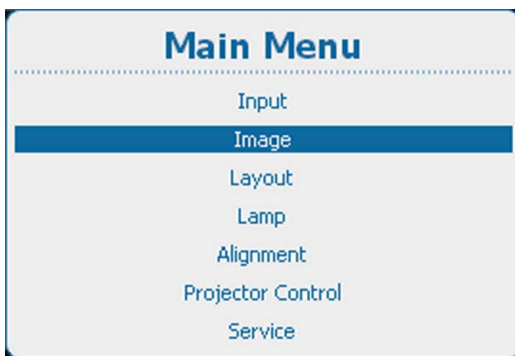 Main Menu
Input
Image
Layout
Lamp
Alignment
Projector Control
Service